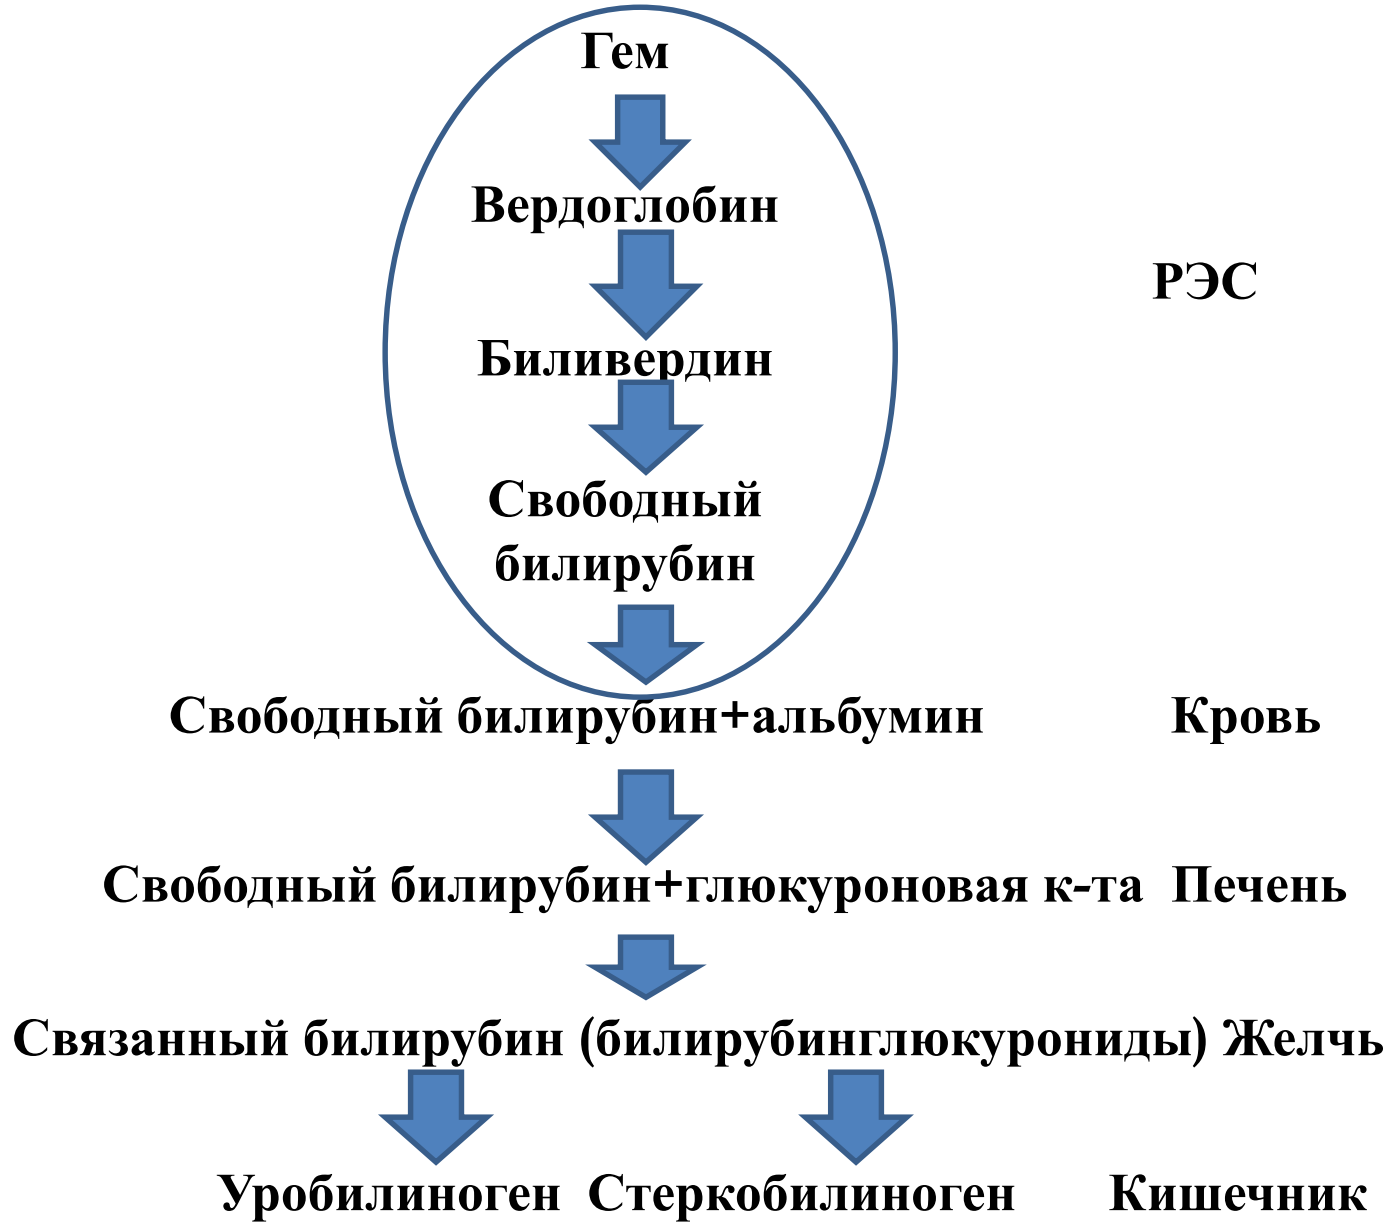 Гем
Вердоглобин
РЭС
Биливердин
Свободный
билирубин
Свободный билирубин+альбумин Кровь
Свободный билирубин+глюкуроновая к-та Печень
Связанный билирубин (билирубинглюкурониды) Желчь
Уробилиноген Стеркобилиноген Кишечник